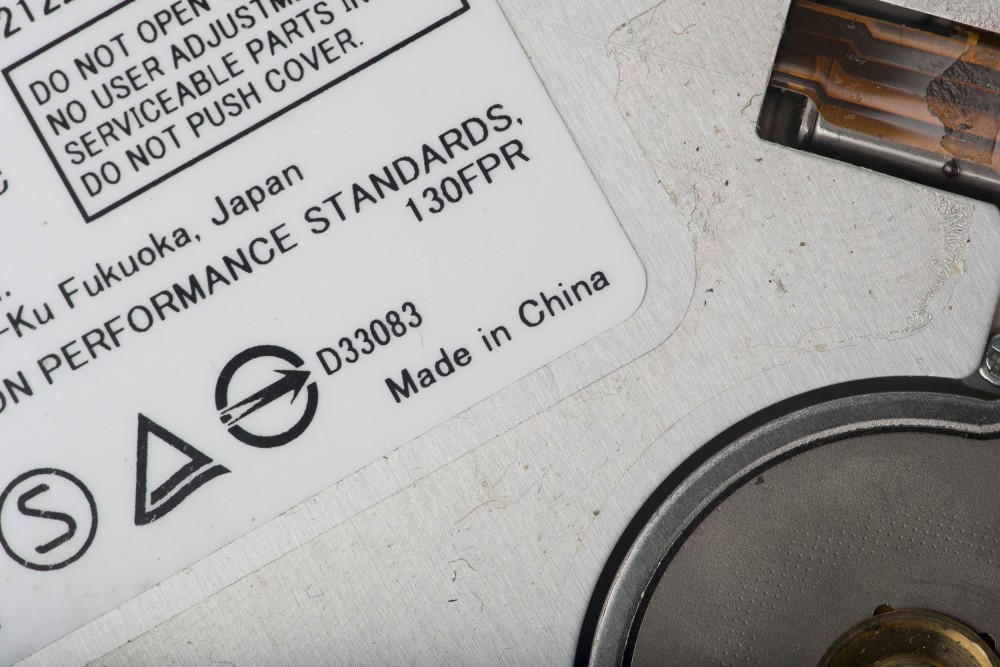 DO NOT OPEN
NO USER ADJUSTM
SERVICEABLE PARTS IN
DO NOT PUSH COVER.
-Ku Fukuoka, Japan
ON PERFORMANCE STANDARDS,
130FPR
D33083
Made in China
S